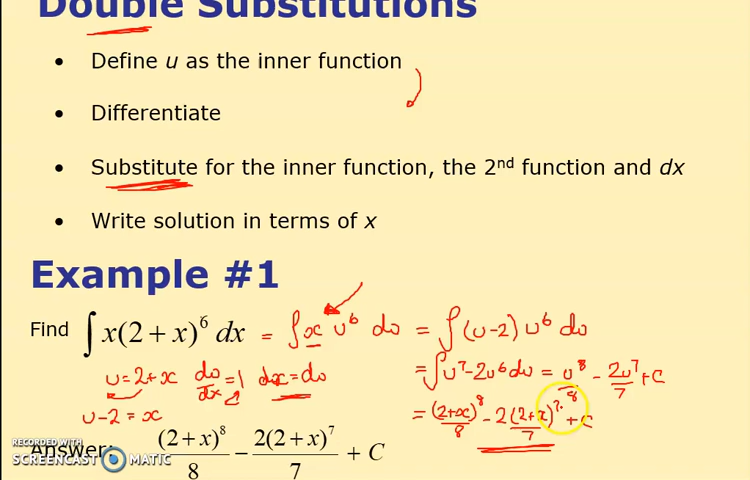 Double Substitutions
• Define u as the inner function
• Differentiate
• Substitute for the inner function, the 2nd function and dx
• Write solution in terms of x
Example #1
Find ∫ x(2 + x)⁶ dx = ∫ x u⁶ du = ∫ (u-2) u⁶ du
u = 2+x du/dx = 1 dx = du
= ∫ u⁷ - 2u⁶ du = u⁸/8 - 2u⁷/7 + C
u-2 = x
= (2+x)⁸/8 - 2(2+x)⁷/7 + C
Answer: (2 + x)⁸/8 − 2(2 + x)⁷/7 + C
RECORDED WITH
SCREENCAST MATIC